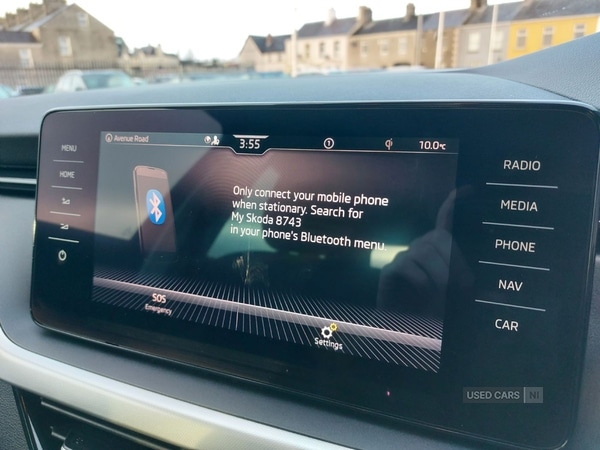 Avenue Road
3:55
1
10.0°C
MENU
HOME
Only connect your mobile phone
when stationary. Search for
My Skoda 8743
in your phone's Bluetooth menu.
SOS
Emergency
Settings
RADIO
MEDIA
PHONE
NAV
CAR
USED CARS NI